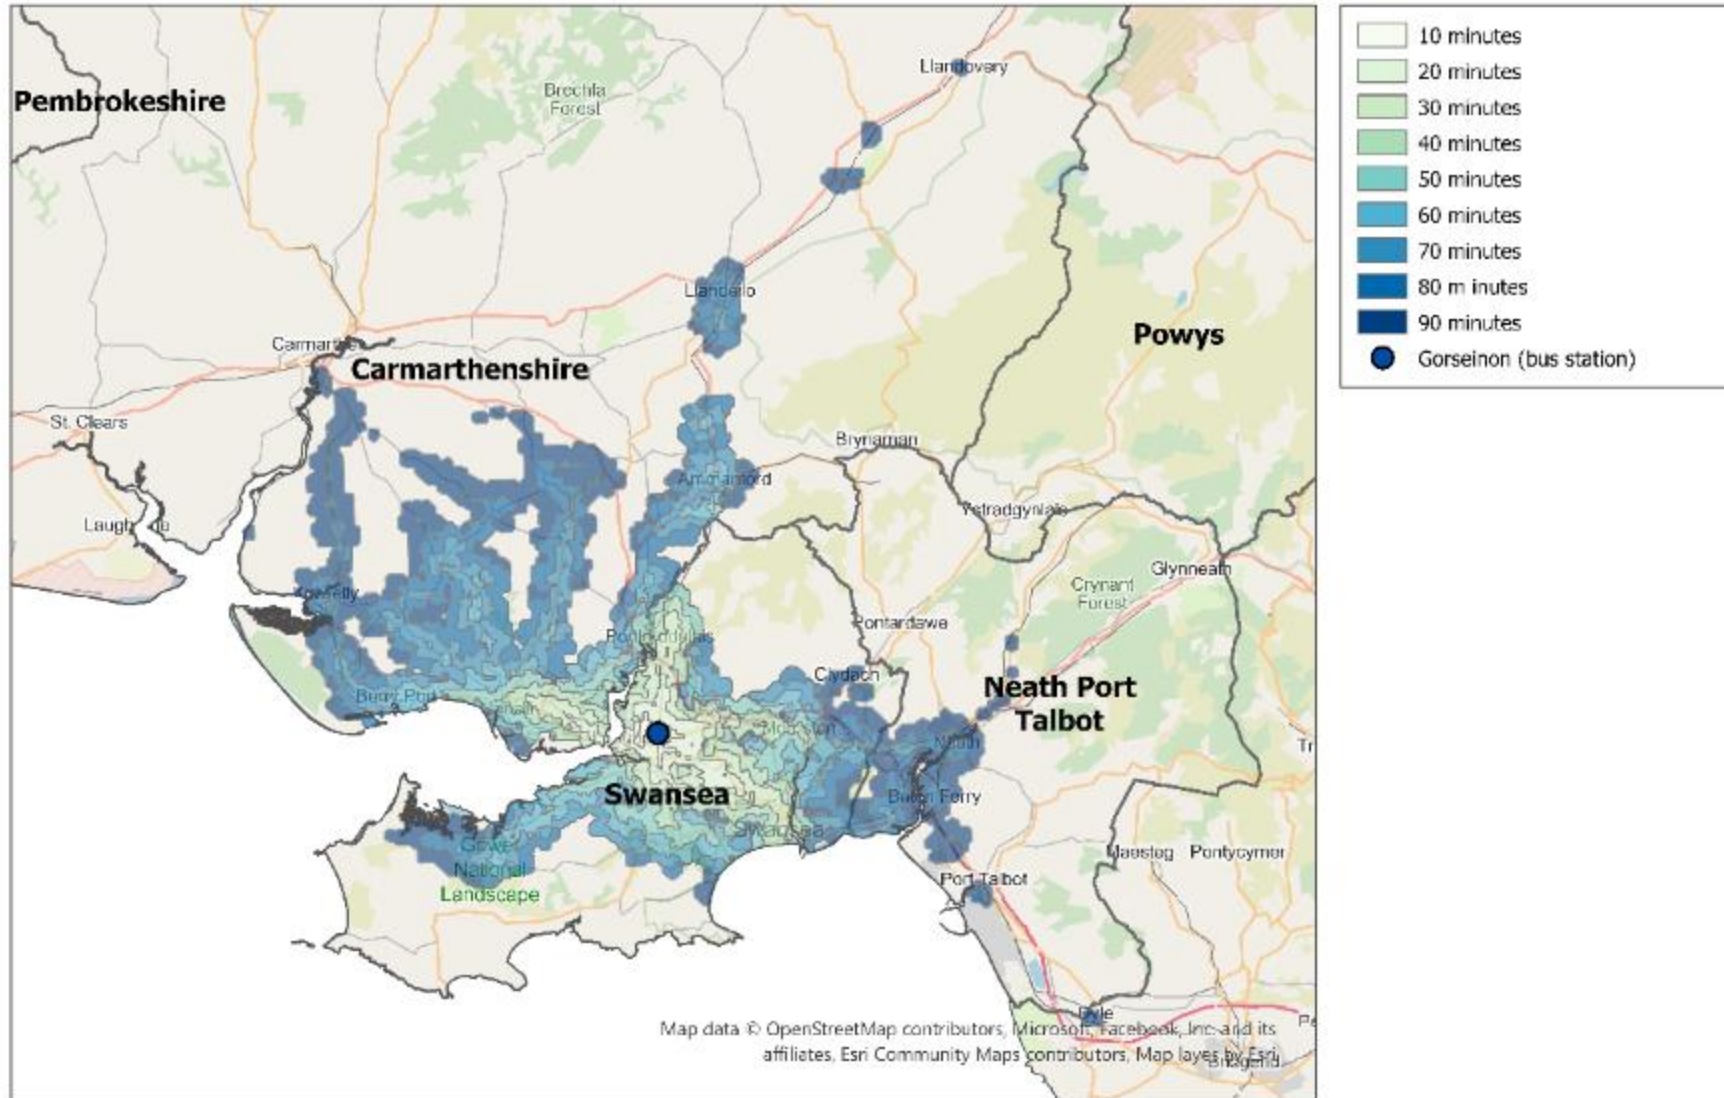 Llandovery
Brechfa
Forest
Pembrokeshire
Llandeilo
Powys
Carmarthenshire
St. Clears
Brynaman
Ammanford
Ystradgynlais
Glynneath
Crynant
Forest
Pontardawe
Pontarddulais
Clydach
Neath Port
Talbot
Neath
Swansea
Briton Ferry
Swansea
Gower
National
Landscape
Maesteg
Pontycymer
Port Talbot
Pyle
Map data © OpenStreetMap contributors, Microsoft, Facebook, Inc. and its
affiliates, Esri Community Maps contributors, Map layer by Esri
Bridgend
10 minutes
20 minutes
30 minutes
40 minutes
50 minutes
60 minutes
70 minutes
80 m inutes
90 minutes
Gorseinon (bus station)